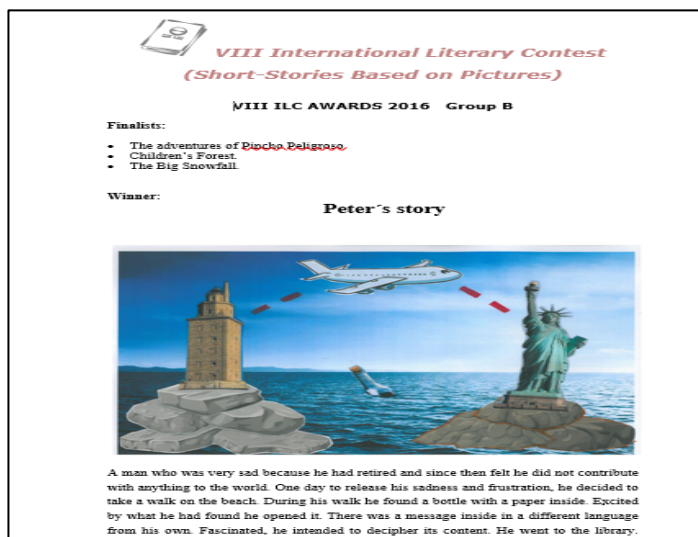 VIII International Literary Contest
(Short-Stories Based on Pictures)
VIII ILC AWARDS 2016 Group B
Finalists:
• The adventures of Pincho Peligroso.
• Children's Forest.
• The Big Snowfall.
Winner:
Peter´s story
A man who was very sad because he had retired and since then felt he did not contribute
with anything to the world. One day to release his sadness and frustration, he decided to
take a walk on the beach. During his walk he found a bottle with a paper inside. Excited
by what he had found he opened it. There was a message inside in a different language
from his own. Fascinated, he intended to decipher its content. He went to the library.